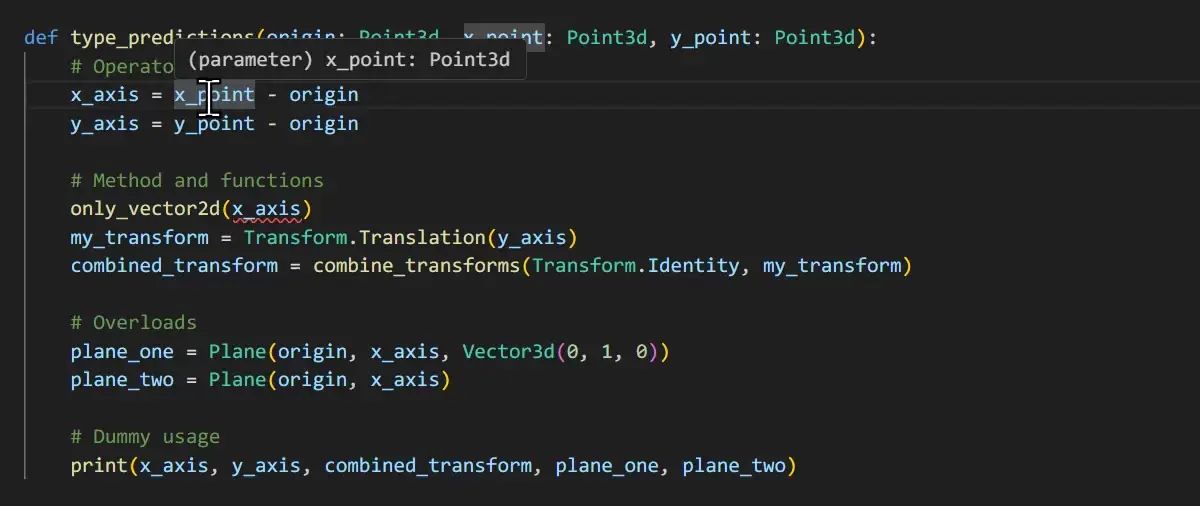 def type_predictions(origin: Point3d, x_point: Point3d, y_point: Point3d):
(parameter) x_point: Point3d
# Operato
x_axis = x_point - origin
y_axis = y_point - origin
# Method and functions
only_vector2d(x_axis)
my_transform = Transform.Translation(y_axis)
combined_transform = combine_transforms(Transform.Identity, my_transform)
# Overloads
plane_one = Plane(origin, x_axis, Vector3d(0, 1, 0))
plane_two = Plane(origin, x_axis)
# Dummy usage
print(x_axis, y_axis, combined_transform, plane_one, plane_two)